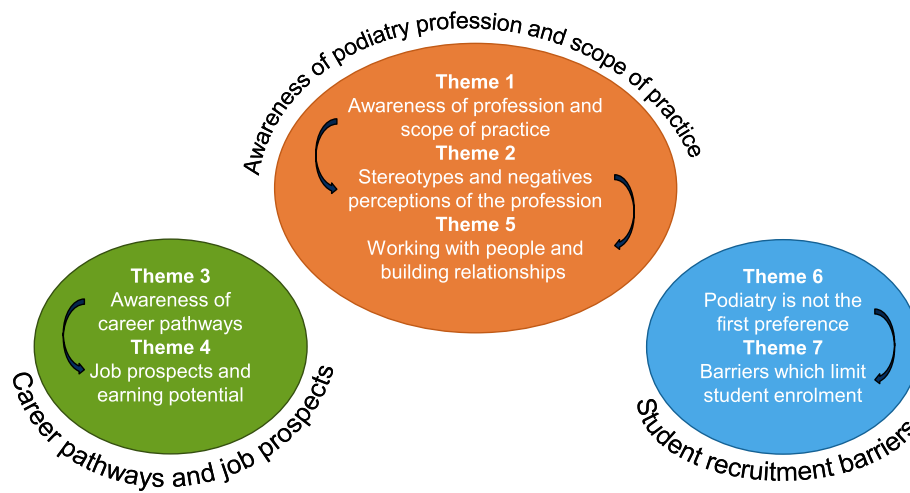 Awareness of podiatry profession and scope of practice
Theme 1
Awareness of profession and
scope of practice
Theme 2
Stereotypes and negatives
perceptions of the profession
Theme 5
Working with people and
building relationships
Theme 3
Awareness of
career pathways
Theme 4
Job prospects and
earning potential
Career pathways and job prospects
Theme 6
Podiatry is not the
first preference
Theme 7
Barriers which limit
student enrolment
Student recruitment barriers